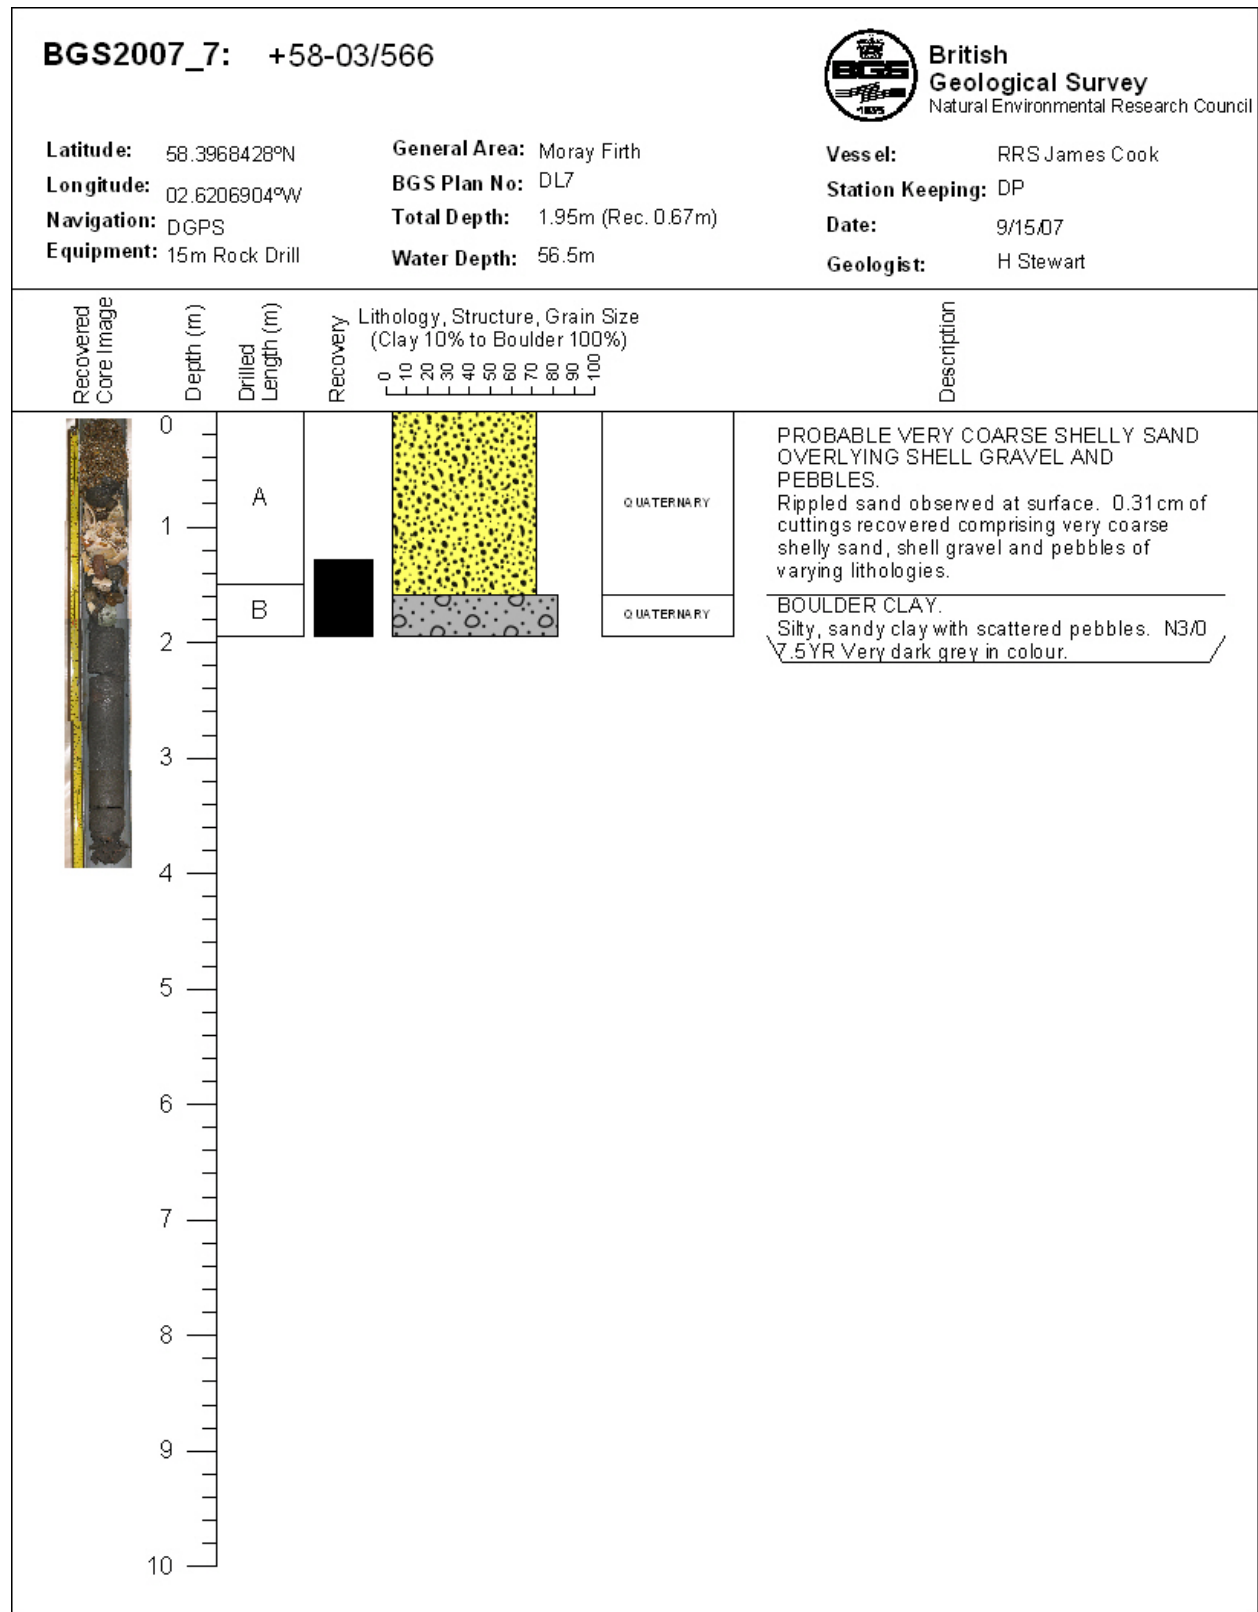 BGS2007_7: +58-03/566
British
Geological Survey
Natural Environmental Research Council
BGS
1835
Latitude: 58.3968428ºN
Longitude: 02.6206904ºW
Navigation: DGPS
Equipment: 15m Rock Drill
General Area: Moray Firth
BGS Plan No: DL7
Total Depth: 1.95m (Rec. 0.67m)
Water Depth: 56.5m
Vessel: RRS James Cook
Station Keeping: DP
Date: 9/15/07
Geologist: H Stewart
Recovered
Core Image
Depth (m)
Drilled
Length (m)
Recovery
Lithology, Structure, Grain Size
(Clay 10% to Boulder 100%)
0 10 20 30 40 50 60 70 80 90 100
Description
0
1
2
3
4
5
6
7
8
9
10
A
B
QUATERNARY
QUATERNARY
PROBABLE VERY COARSE SHELLY SAND
OVERLYING SHELL GRAVEL AND
PEBBLES.
Rippled sand observed at surface. 0.31cm of
cuttings recovered comprising very coarse
shelly sand, shell gravel and pebbles of
varying lithologies.
BOULDER CLAY.
Silty, sandy clay with scattered pebbles. N3/0
7.5YR Very dark grey in colour.